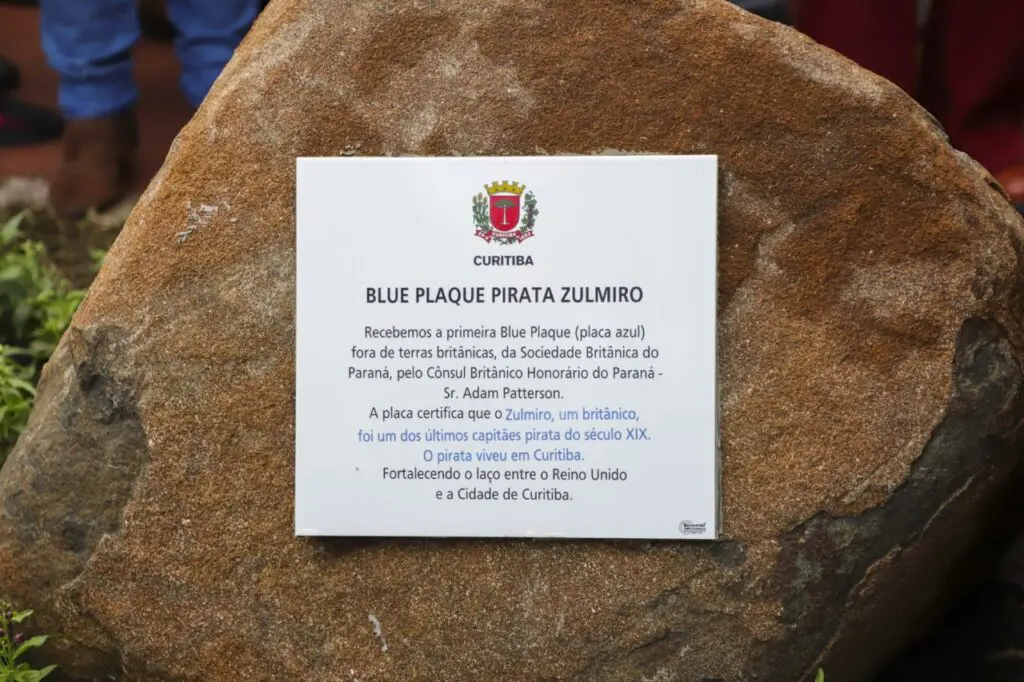 CURITIBA
CURITIBA
BLUE PLAQUE PIRATA ZULMIRO
Recebemos a primeira Blue Plaque (placa azul)
fora de terras britânicas, da Sociedade Britânica do
Paraná, pelo Cônsul Britânico Honorário do Paraná -
Sr. Adam Patterson.
A placa certifica que o Zulmiro, um britânico,
foi um dos últimos capitães pirata do século XIX.
O pirata viveu em Curitiba.
Fortalecendo o laço entre o Reino Unido
e a Cidade de Curitiba.